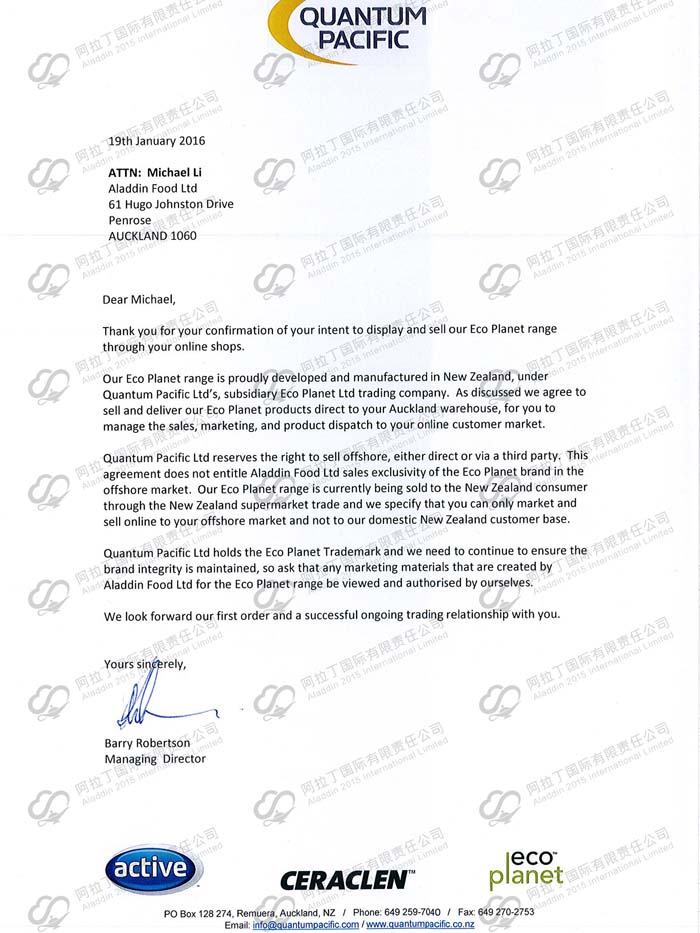 QUANTUM
PACIFIC
19th January 2016
ATTN: Michael Li
Aladdin Food Ltd
61 Hugo Johnston Drive
Penrose
AUCKLAND 1060
Dear Michael,
Thank you for your confirmation of your intent to display and sell our Eco Planet range
through your online shops.
Our Eco Planet range is proudly developed and manufactured in New Zealand, under
Quantum Pacific Ltd's, subsidiary Eco Planet Ltd trading company. As discussed we agree to
sell and deliver our Eco Planet products direct to your Auckland warehouse, for you to
manage the sales, marketing, and product dispatch to your online customer market.
Quantum Pacific Ltd reserves the right to sell offshore, either direct or via a third party. This
agreement does not entitle Aladdin Food Ltd sales exclusivity of the Eco Planet brand in the
offshore market. Our Eco Planet range is currently being sold to the New Zealand consumer
through the New Zealand supermarket trade and we specify that you can only market and
sell online to your offshore market and not to our domestic New Zealand customer base.
Quantum Pacific Ltd holds the Eco Planet Trademark and we need to continue to ensure the
brand integrity is maintained, so ask that any marketing materials that are created by
Aladdin Food Ltd for the Eco Planet range be viewed and authorised by ourselves.
We look forward our first order and a successful ongoing trading relationship with you.
Yours sincerely,
Barry Robertson
Managing Director
active
CERACLEN™
eco™
planet
PO Box 128 274, Remuera, Auckland, NZ / Phone: 649 259-7040 / Fax: 649 270-2753
Email: info@quantumpacific.com / www.quantumpacific.co.nz
阿拉丁国际有限责任公司
Aladdin 2015 International Limited